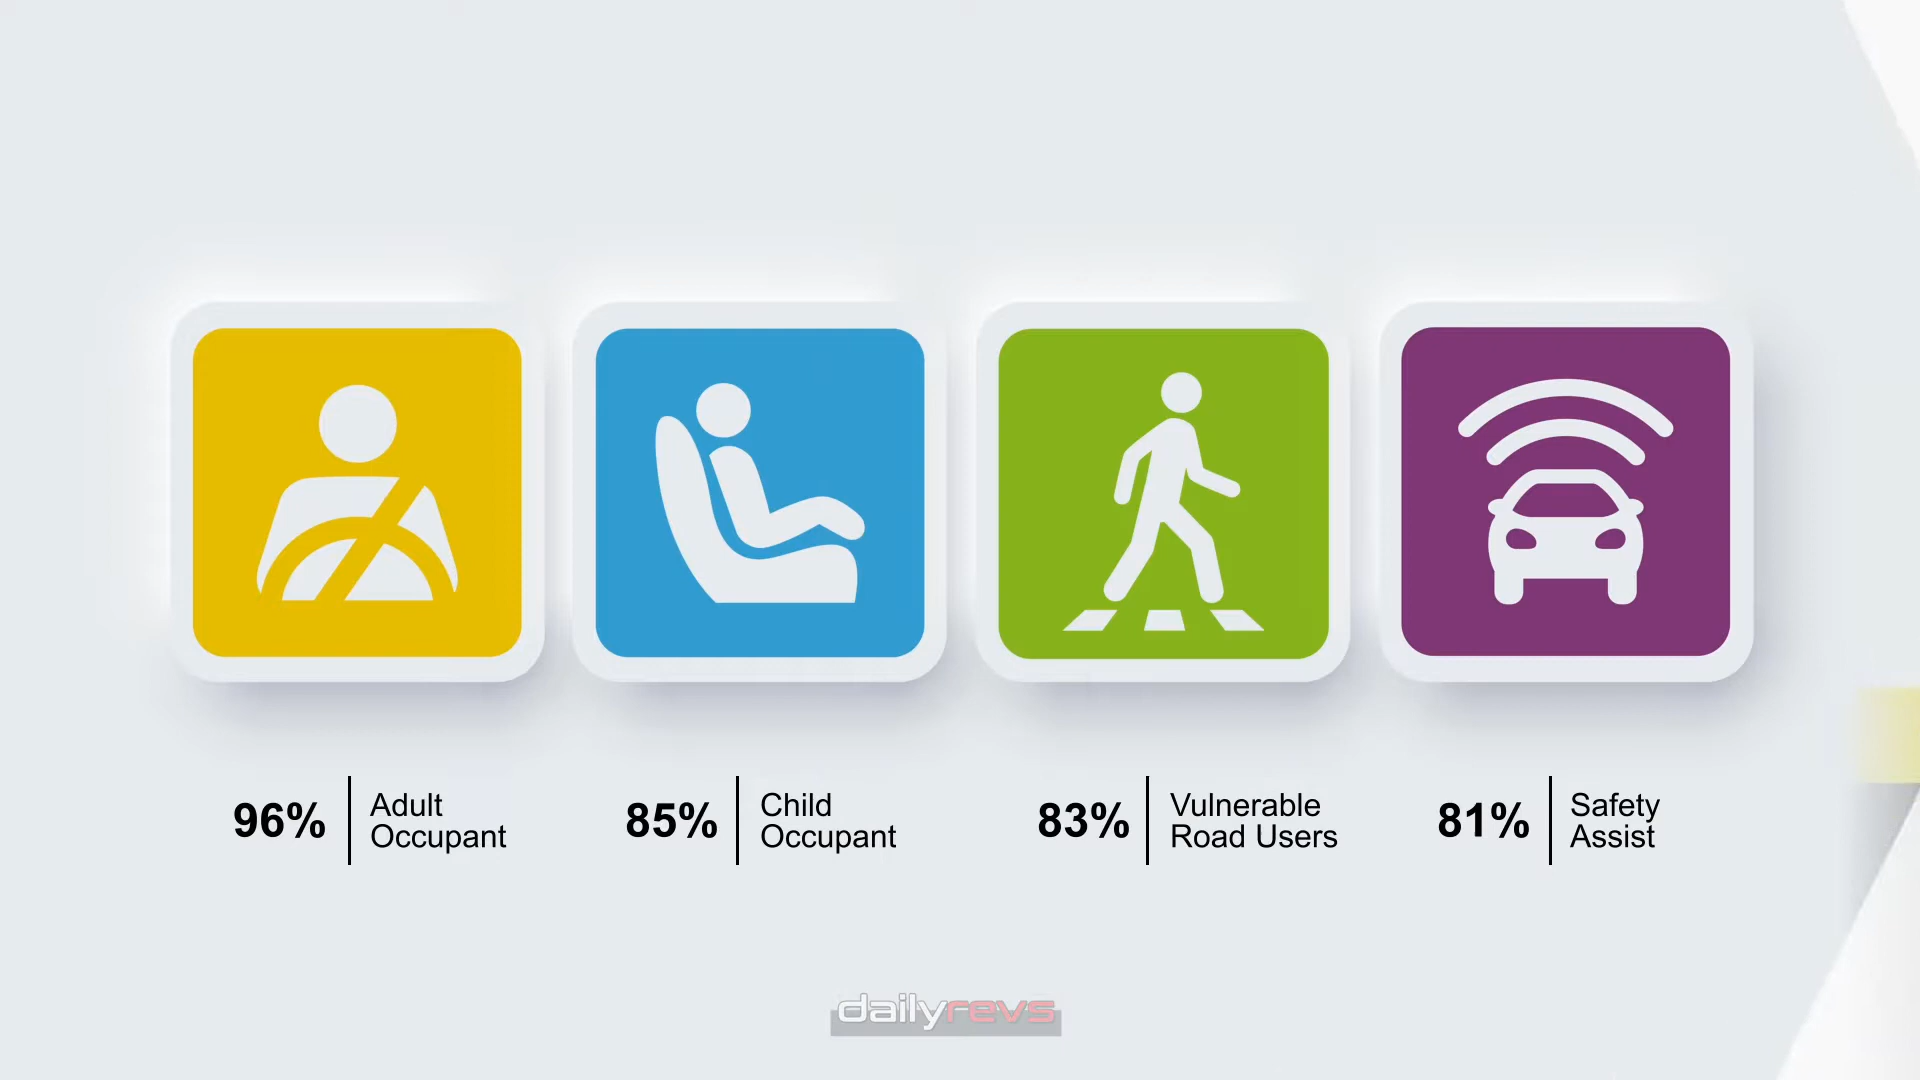 96%
Adult
Occupant
85%
Child
Occupant
83%
Vulnerable
Road Users
81%
Safety
Assist
dailyrevs